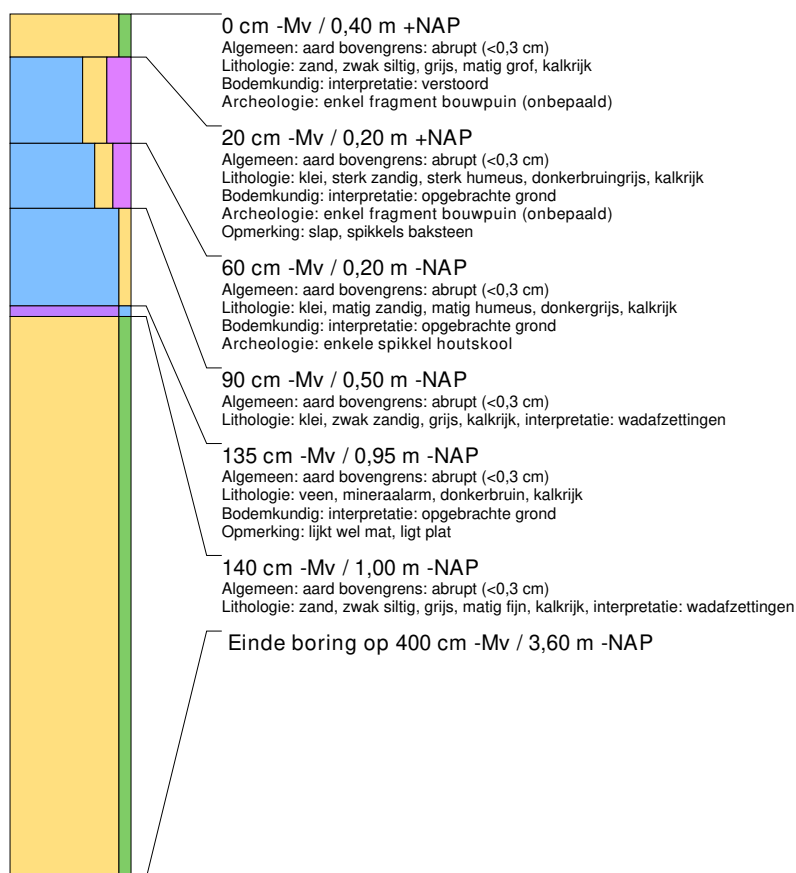 0 cm -Mv / 0,40 m +NAP
Algemeen: aard bovengrens: abrupt (<0,3 cm)
Lithologie: zand, zwak siltig, grijs, matig grof, kalkrijk
Bodemkundig: interpretatie: verstoord
Archeologie: enkel fragment bouwpuin (onbepaald)
20 cm -Mv / 0,20 m +NAP
Algemeen: aard bovengrens: abrupt (<0,3 cm)
Lithologie: klei, sterk zandig, sterk humeus, donkerbruingrijs, kalkrijk
Bodemkundig: interpretatie: opgebrachte grond
Archeologie: enkel fragment bouwpuin (onbepaald)
Opmerking: slap, spikkels baksteen
60 cm -Mv / 0,20 m -NAP
Algemeen: aard bovengrens: abrupt (<0,3 cm)
Lithologie: klei, matig zandig, matig humeus, donkergrijs, kalkrijk
Bodemkundig: interpretatie: opgebrachte grond
Archeologie: enkele spikkel houtskool
90 cm -Mv / 0,50 m -NAP
Algemeen: aard bovengrens: abrupt (<0,3 cm)
Lithologie: klei, zwak zandig, grijs, kalkrijk, interpretatie: wadafzettingen
135 cm -Mv / 0,95 m -NAP
Algemeen: aard bovengrens: abrupt (<0,3 cm)
Lithologie: veen, mineraalarm, donkerbruin, kalkrijk
Bodemkundig: interpretatie: opgebrachte grond
Opmerking: lijkt wel mat, ligt plat
140 cm -Mv / 1,00 m -NAP
Algemeen: aard bovengrens: abrupt (<0,3 cm)
Lithologie: zand, zwak siltig, grijs, matig fijn, kalkrijk, interpretatie: wadafzettingen
Einde boring op 400 cm -Mv / 3,60 m -NAP